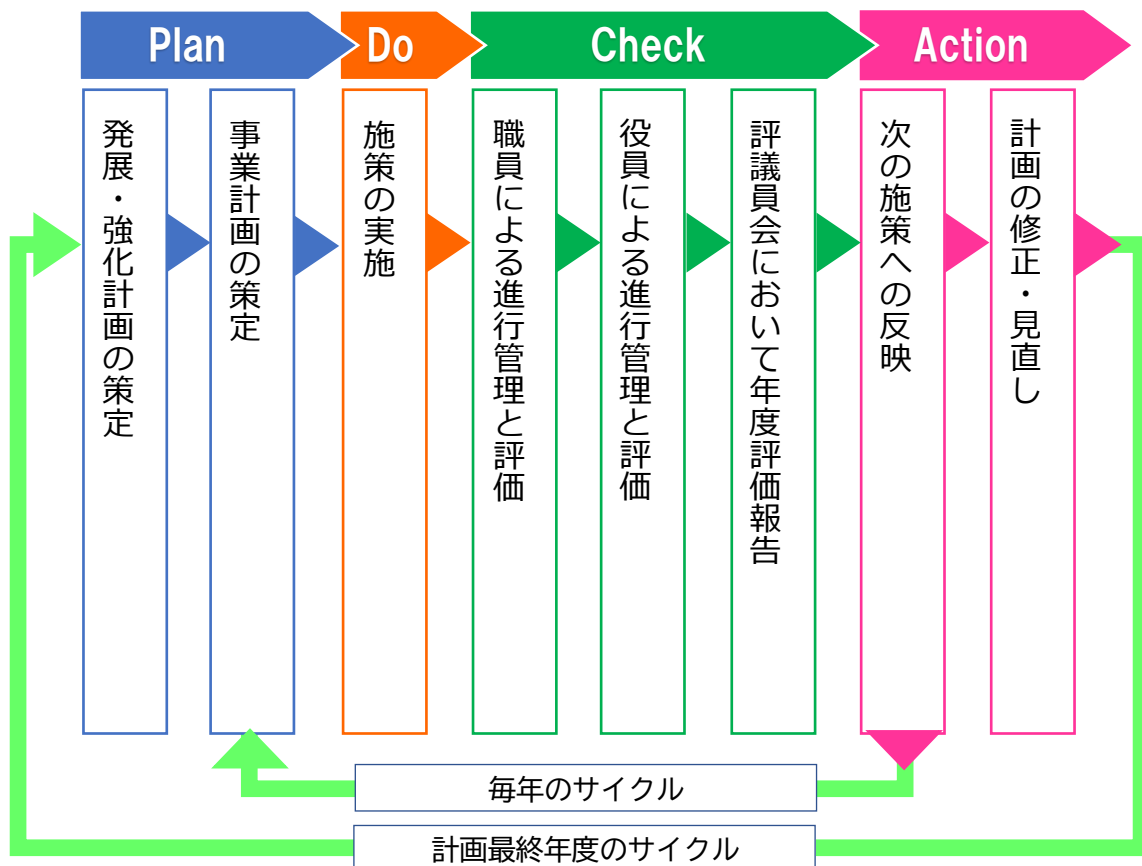 Plan
Do
Check
Action
発展・強化計画の策定
事業計画の策定
施策の実施
職員による進行管理と評価
役員による進行管理と評価
評議員会において年度評価報告
次の施策への反映
計画の修正・見直し
毎年のサイクル
計画最終年度のサイクル